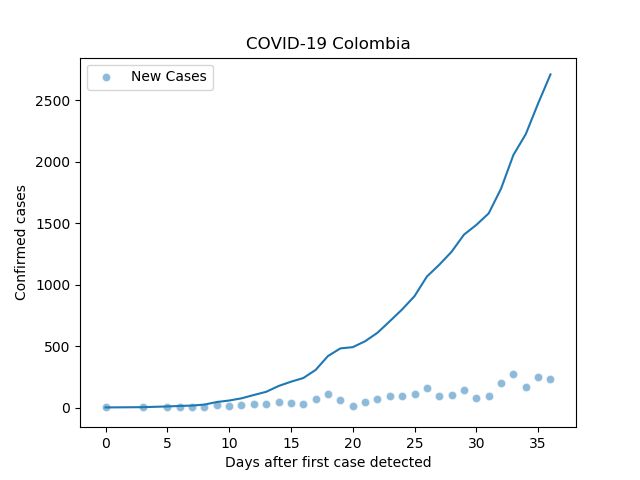 COVID-19 Colombia
New Cases
Confirmed cases
2500
2000
1500
1000
500
0
0 5 10 15 20 25 30 35
Days after first case detected